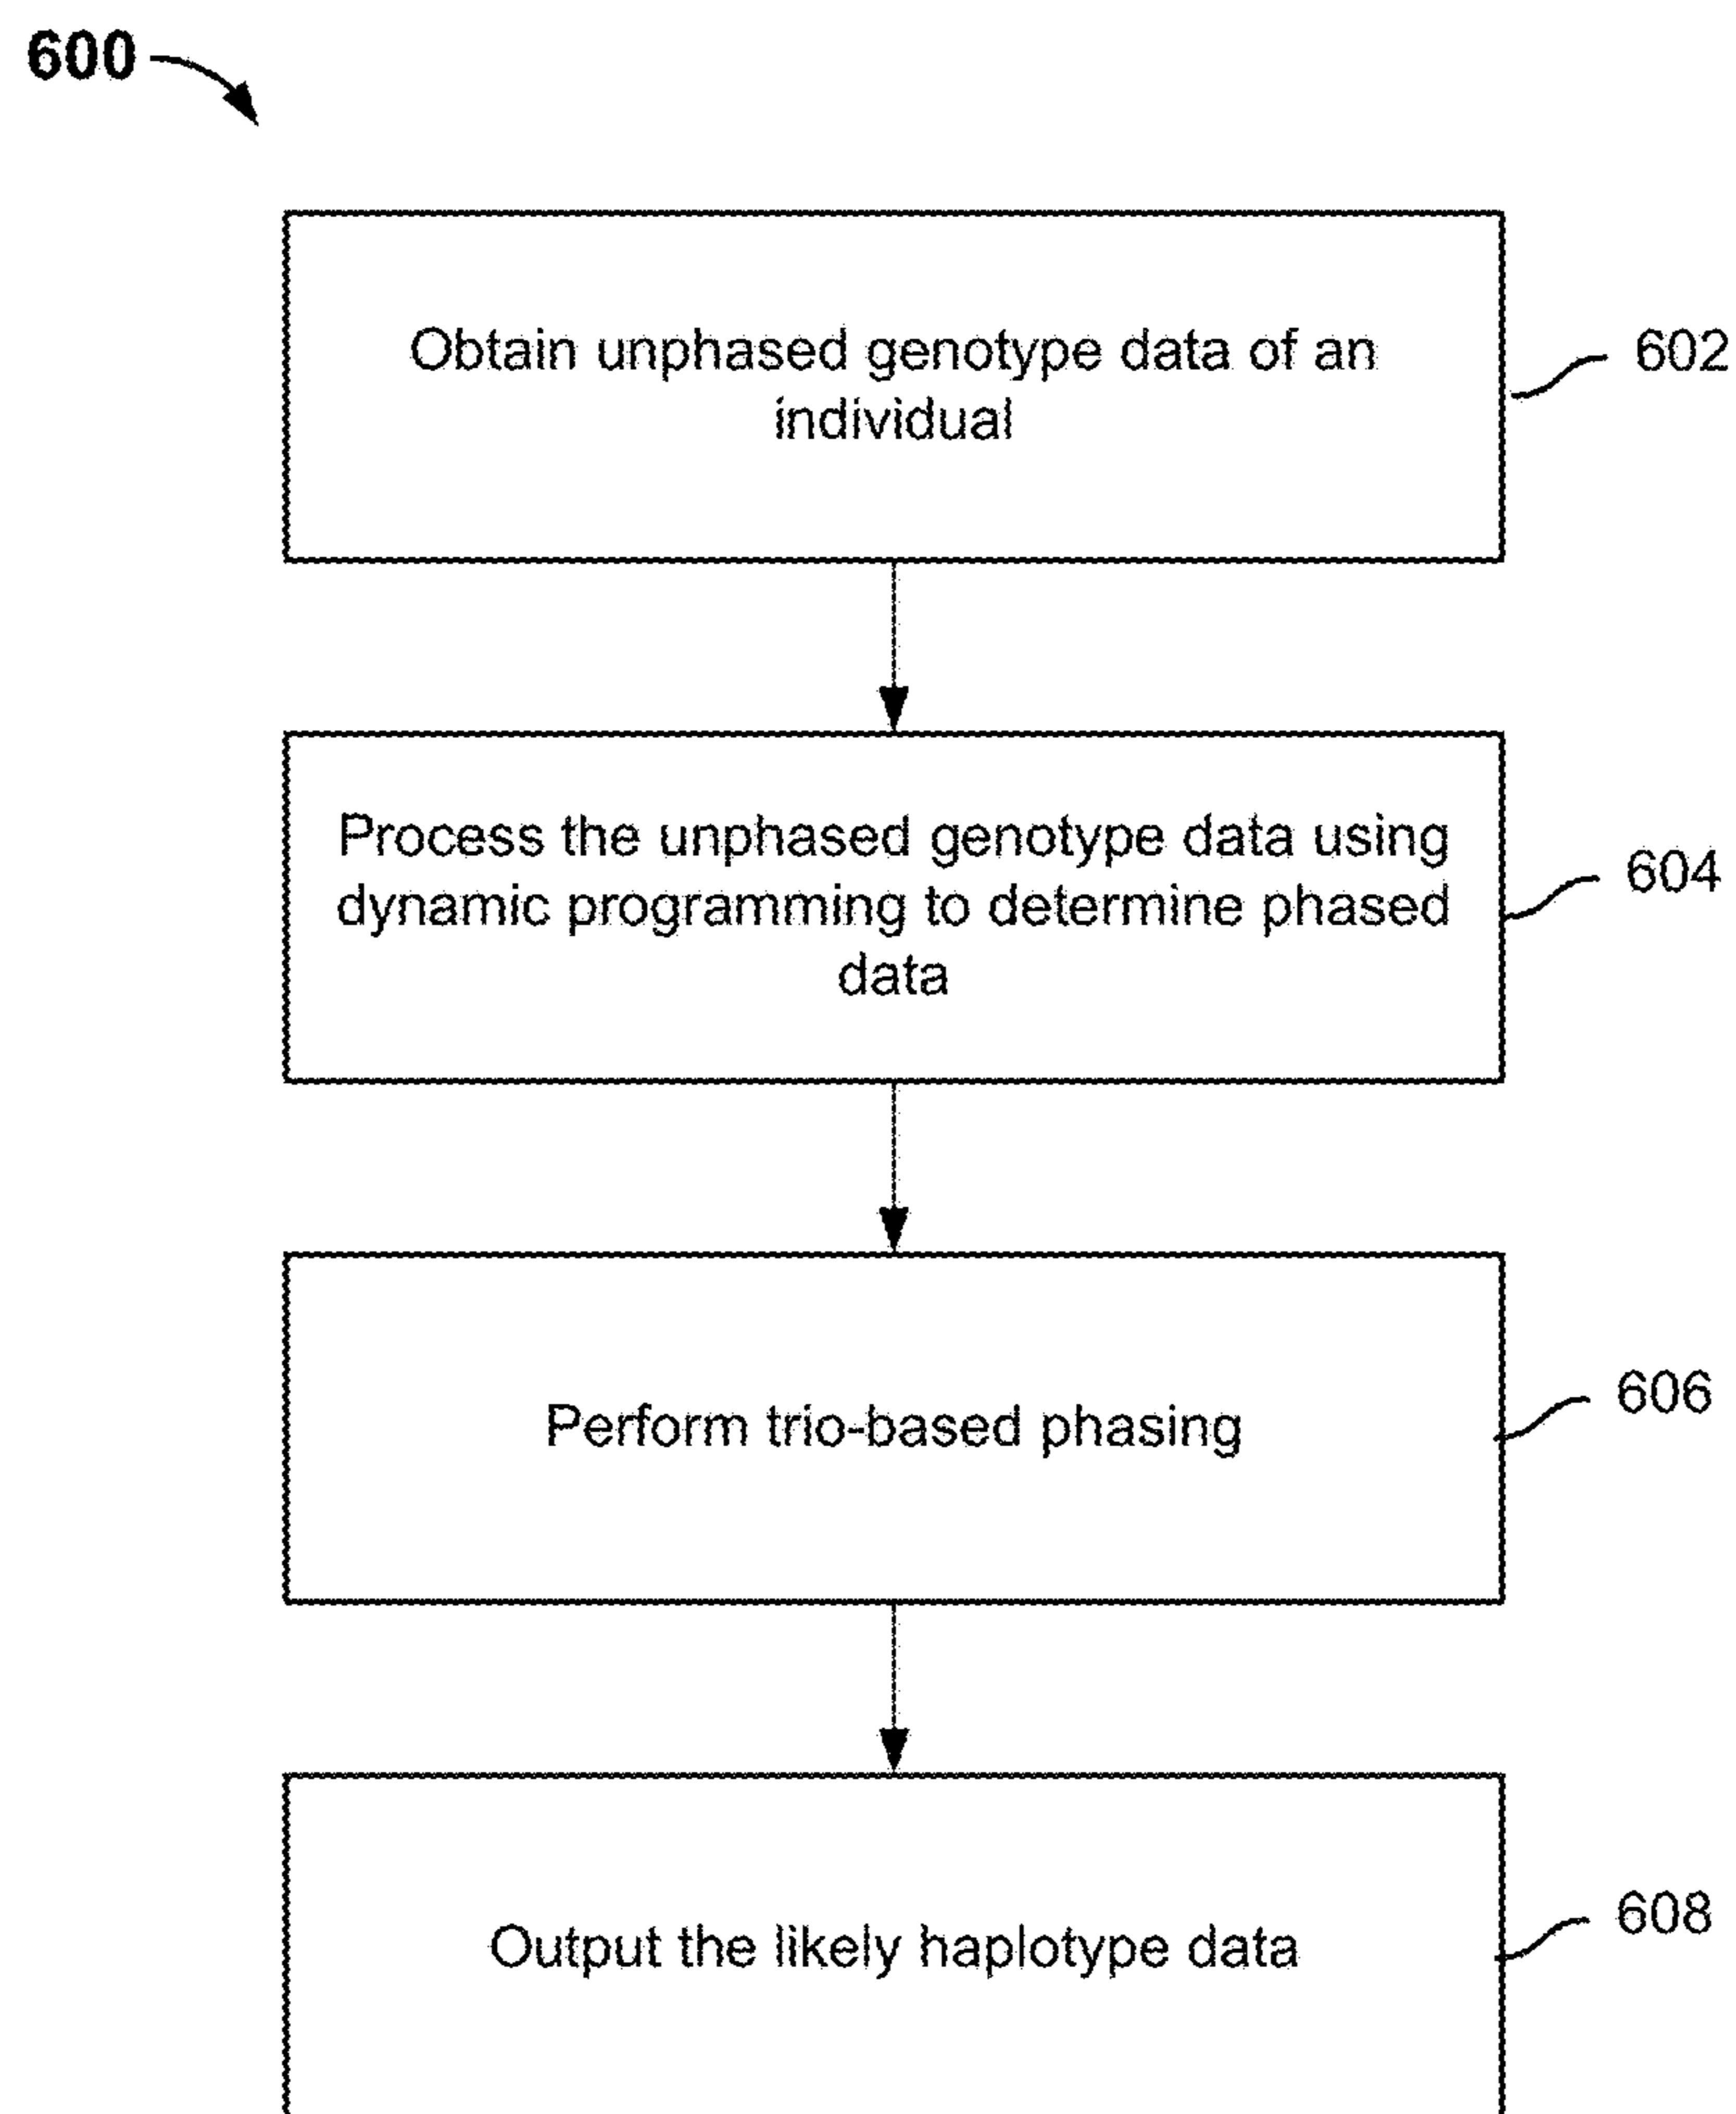 600
Obtain unphased genotype data of an
individual
602
Process the unphased genotype data using
dynamic programming to determine phased
data
604
Perform trio-based phasing
606
Output the likely haplotype data
608